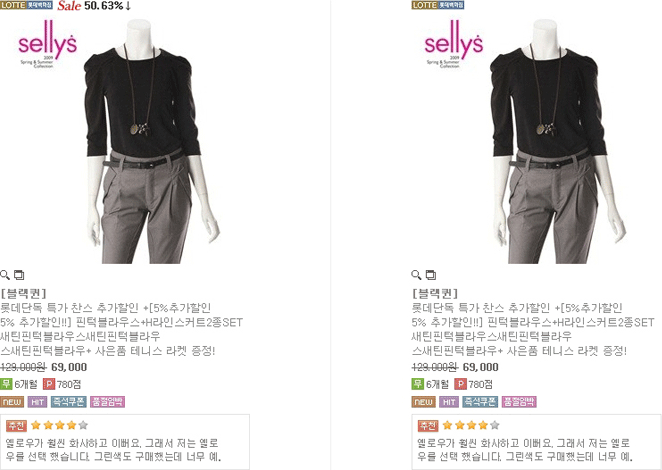 LOTTE 롯데백화점 Sale 50.63%↓
sellys
2009
Spring & Summer
Collection
[블랙퀸]
롯데단독 특가 찬스 추가할인 +[5%추가할인
5% 추가할인!!] 핀턱블라우스+H라인스커트2종SET
새틴핀턱블라우스새틴핀턱블라우
스새틴핀턱블라우+ 사은품 테니스 라켓 증정!
129,000원 69,000
무 6개월 P 780점
NEW HIT 즉석쿠폰 품절임박
추천
옐로우가 훨씬 화사하고 이뻐요. 그래서 저는 옐로
우를 선택 했습니다. 그린색도 구매했는데 너무 예.
LOTTE 롯데백화점
sellys
2009
Spring & Summer
Collection
[블랙퀸]
롯데단독 특가 찬스 추가할인 +[5%추가할인
5% 추가할인!!] 핀턱블라우스+H라인스커트2종SET
새틴핀턱블라우스새틴핀턱블라우
스새틴핀턱블라우+ 사은품 테니스 라켓 증정!
129,000원 69,000
무 6개월 P 780점
NEW HIT 즉석쿠폰 품절임박
추천
옐로우가 훨씬 화사하고 이뻐요. 그래서 저는 옐로
우를 선택 했습니다. 그린색도 구매했는데 너무 예.